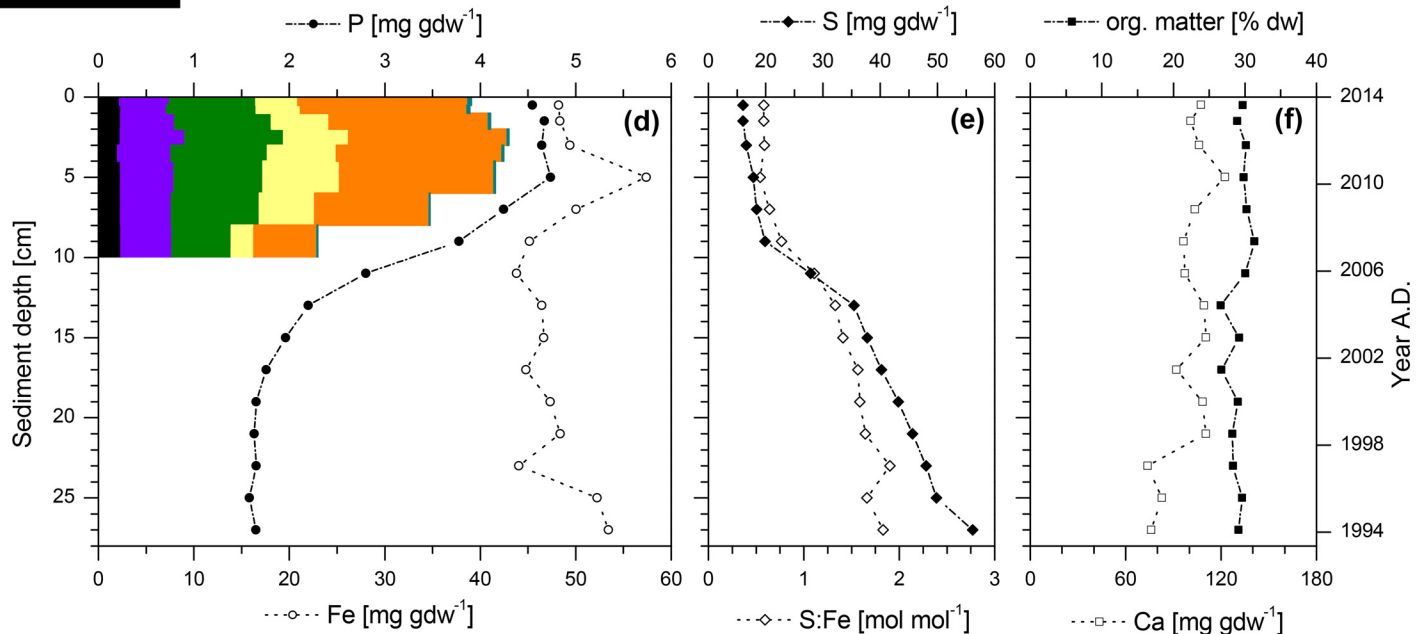 P [mg gdw⁻¹] S [mg gdw⁻¹] org. matter [% dw]
0 1 2 3 4 5 6 0 10 20 30 40 50 60 0 10 20 30 40
0 (d) (e) (f) 2014
5 2010
10 2006
15 2002
20 1998
25 1994
Sediment depth [cm]
Year A.D.
0 10 20 30 40 50 60 0 1 2 3 0 60 120 180
Fe [mg gdw⁻¹] S:Fe [mol mol⁻¹] Ca [mg gdw⁻¹]